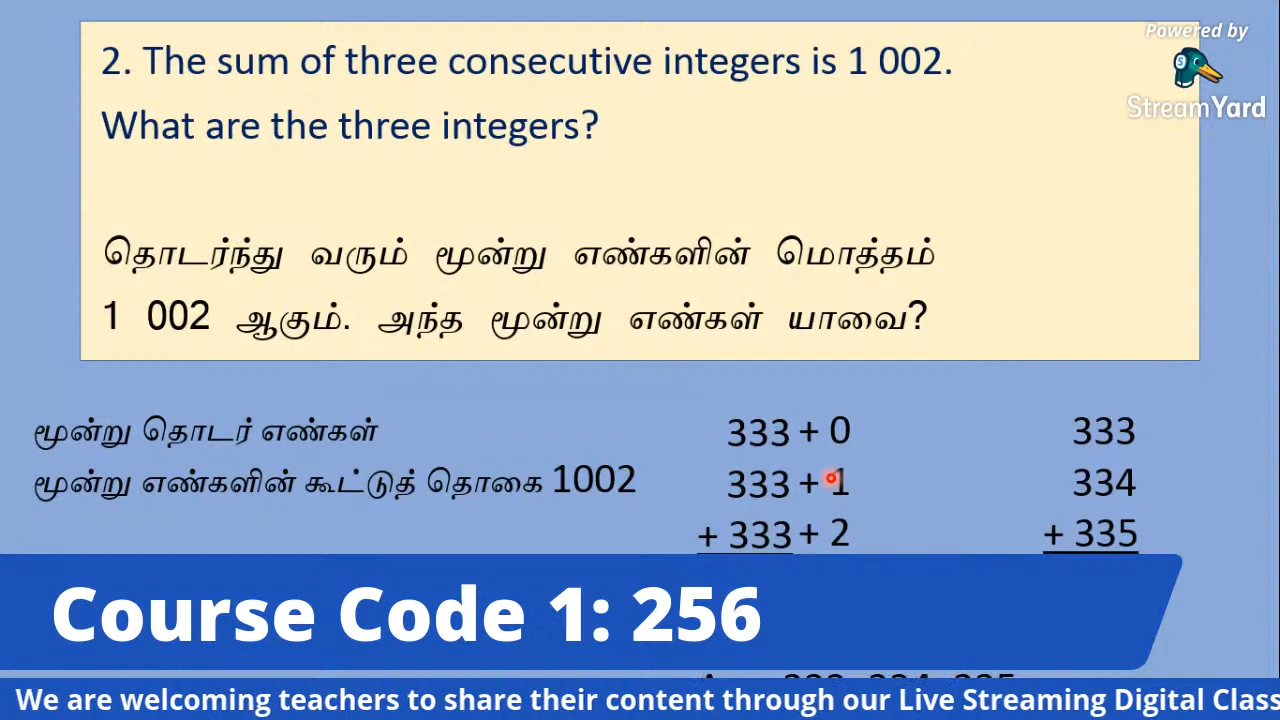 Powered by
StreamYard
2. The sum of three consecutive integers is 1 002.
What are the three integers?
தொடர்ந்து வரும் மூன்று எண்களின் மொத்தம்
1 002 ஆகும். அந்த மூன்று எண்கள் யாவை?
மூன்று தொடர் எண்கள் 333 + 0 333
மூன்று எண்களின் கூட்டுத் தொகை 1002 333 + 1 334
+ 333 + 2 + 335
Course Code 1: 256
We are welcoming teachers to share their content through our Live Streaming Digital Class